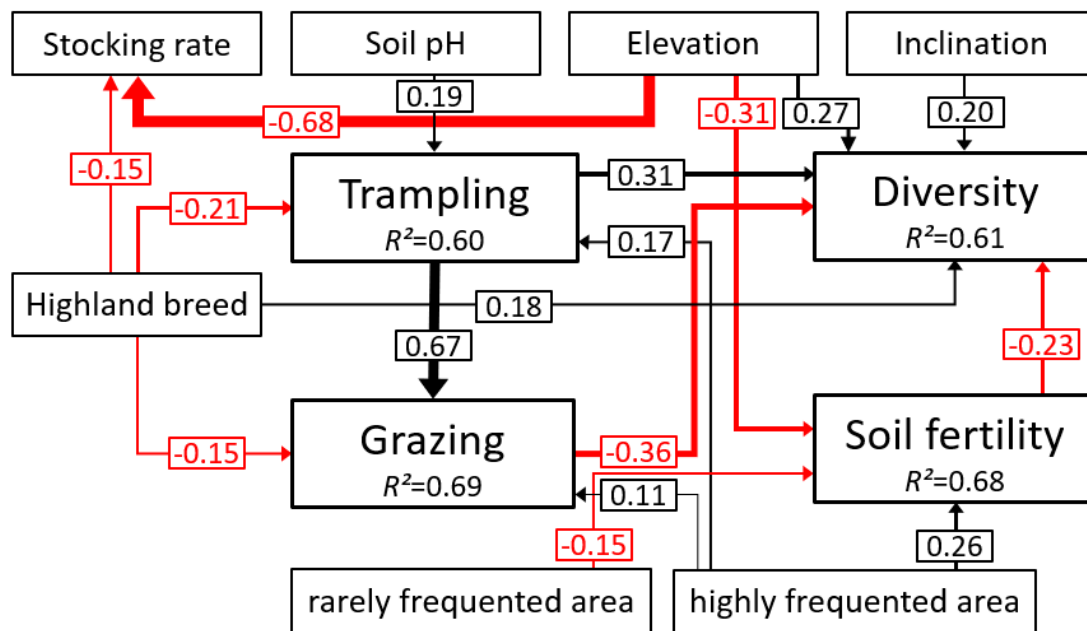 Stocking rate
Soil pH
Elevation
Inclination
0.19
-0.31
0.27
0.20
-0.68
-0.15
Trampling
R²=0.60
0.31
Diversity
R²=0.61
-0.21
0.17
Highland breed
0.18
0.67
-0.23
Grazing
R²=0.69
-0.36
Soil fertility
R²=0.68
-0.15
0.11
-0.15
0.26
rarely frequented area
highly frequented area